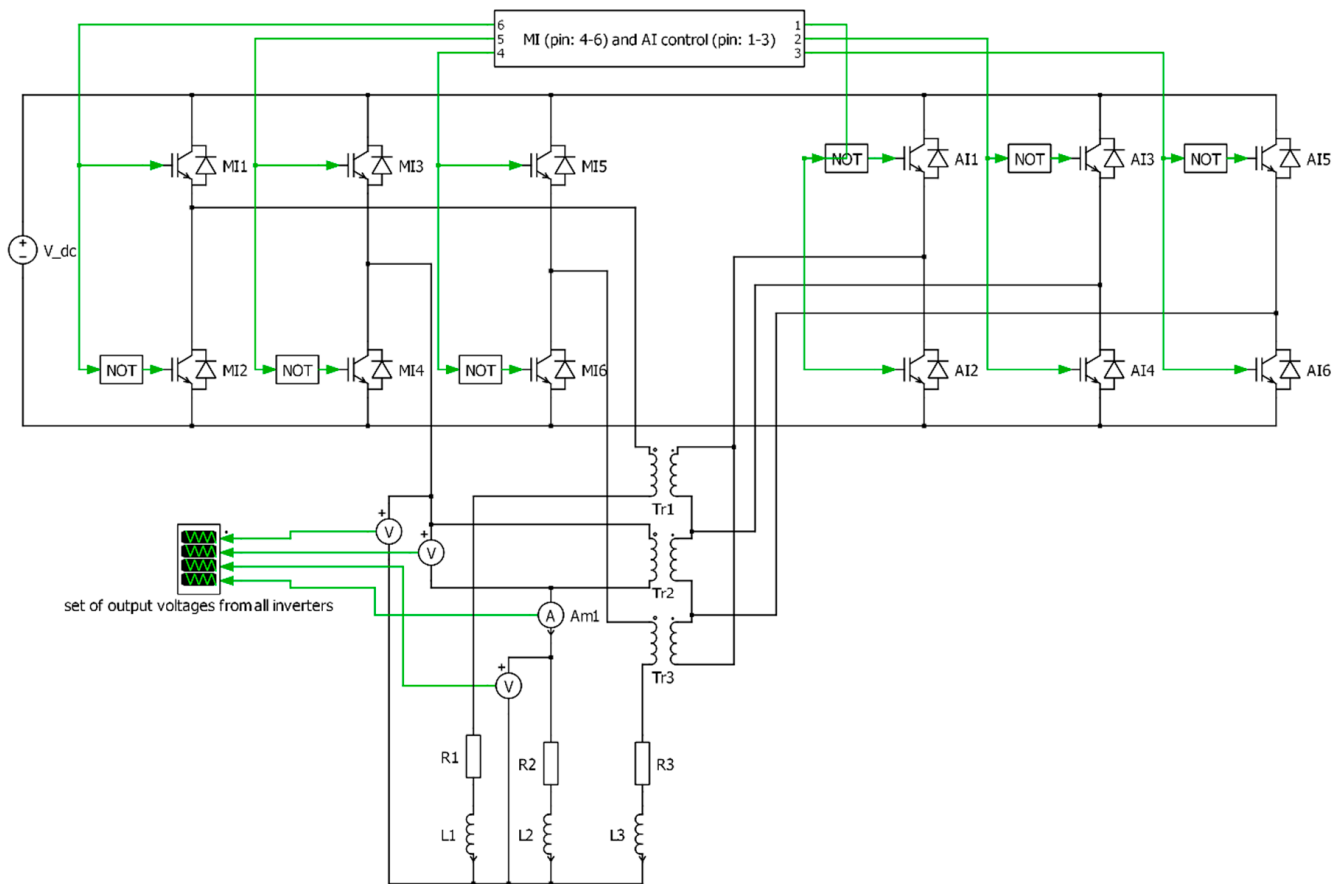 6
5
4
MI (pin: 4-6) and AI control (pin: 1-3)
1
2
3
MI1
MI3
MI5
NOT
AI1
NOT
AI3
NOT
AI5
+
−
V_dc
NOT
MI2
NOT
MI4
NOT
MI6
AI2
AI4
AI6
Tr1
+
V
+
V
Tr2
set of output voltages from all inverters
A
Am1
+
V
Tr3
R1
R2
R3
L1
L2
L3